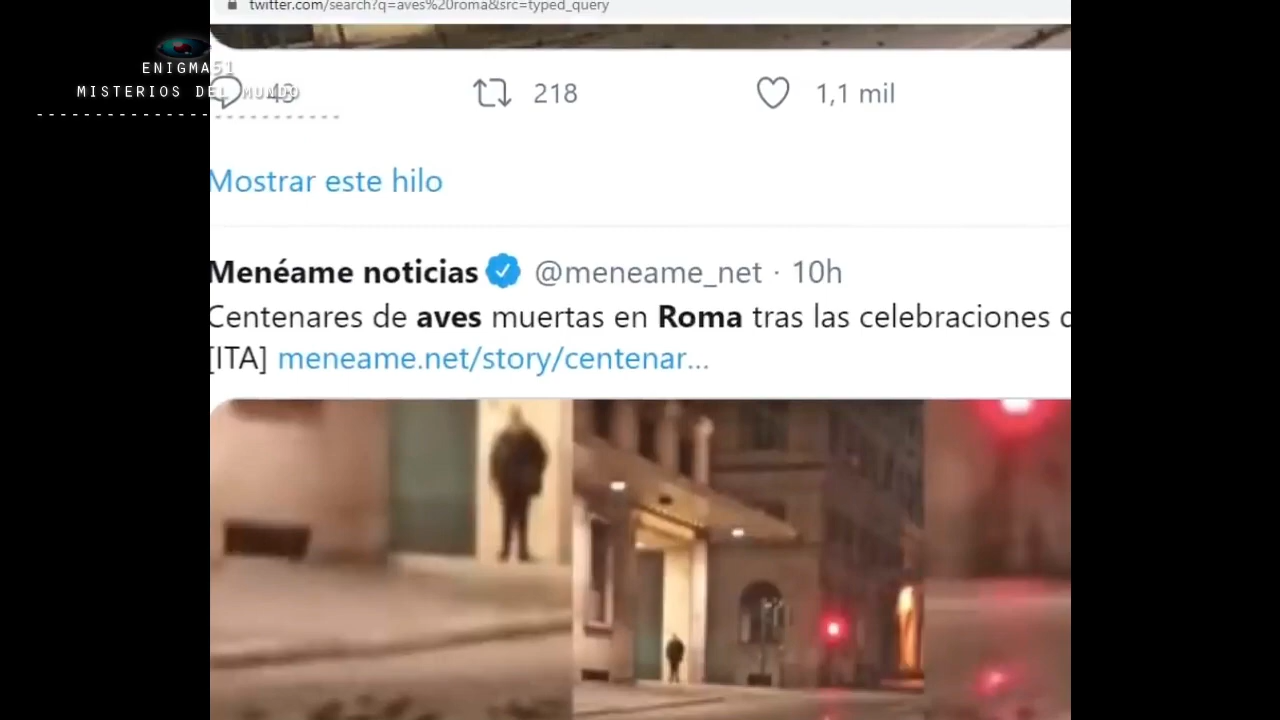 twitter.com/search?q=aves%20roma&src=typed_query
ENIGMA51
MISTERIOS DEL MUNDO
43 218 1,1 mil
Mostrar este hilo
Menéame noticias @meneame_net · 10h
Centenares de aves muertas en Roma tras las celebraciones
[ITA] meneame.net/story/centenar...